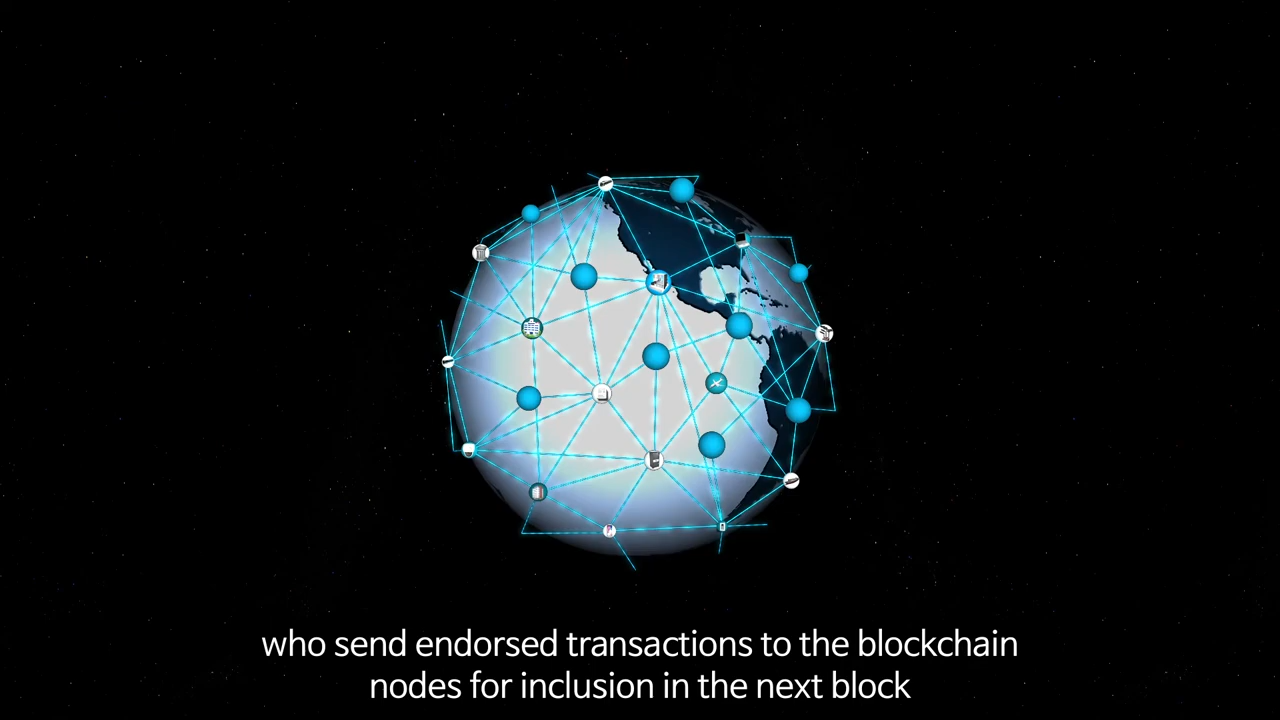 who send endorsed transactions to the blockchain
nodes for inclusion in the next block